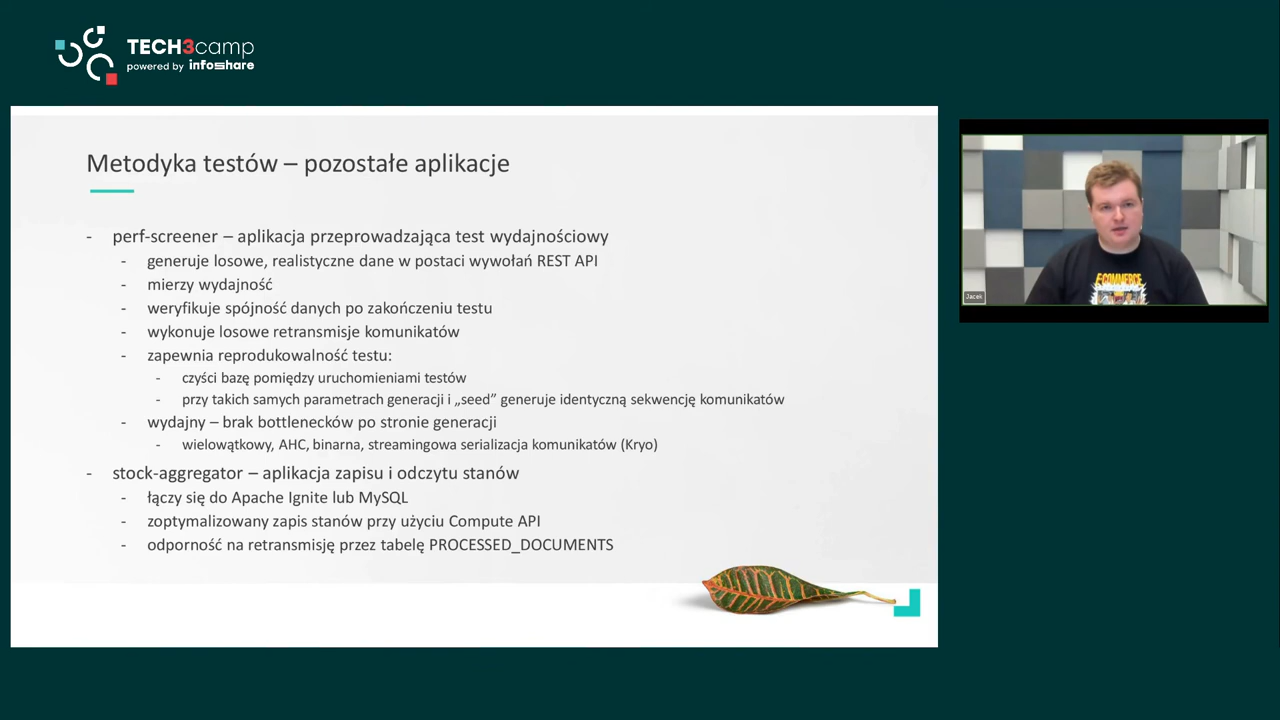 TECH3camp
powered by infoshare
Metodyka testów – pozostałe aplikacje
- perf-screener – aplikacja przeprowadzająca test wydajnościowy
- generuje losowe, realistyczne dane w postaci wywołań REST API
- mierzy wydajność
- weryfikuje spójność danych po zakończeniu testu
- wykonuje losowe retransmisje komunikatów
- zapewnia reprodukowalność testu:
- czyści bazę pomiędzy uruchomieniami testów
- przy takich samych parametrach generacji i „seed” generuje identyczną sekwencję komunikatów
- wydajny – brak bottlenecków po stronie generacji
- wielowątkowy, AHC, binarna, streamingowa serializacja komunikatów (Kryo)
- stock-aggregator – aplikacja zapisu i odczytu stanów
- łączy się do Apache Ignite lub MySQL
- zoptymalizowany zapis stanów przy użyciu Compute API
- odporność na retransmisję przez tabelę PROCESSED_DOCUMENTS
E-COMMERCE
Jacek